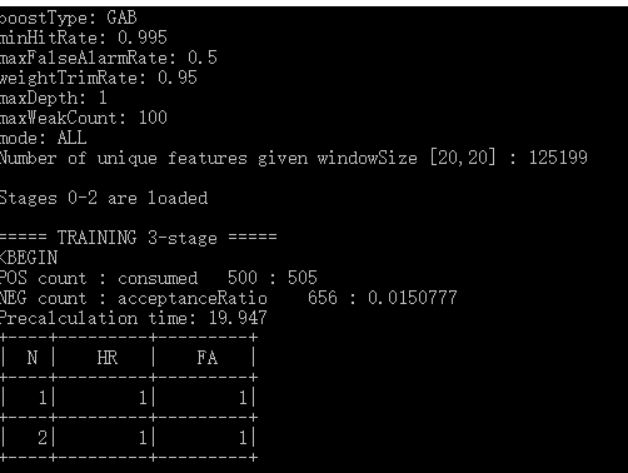 boostType: GAB
minHitRate: 0.995
maxFalseAlarmRate: 0.5
weightTrimRate: 0.95
maxDepth: 1
maxWeakCount: 100
mode: ALL
Number of unique features given windowSize [20,20] : 125199
Stages 0-2 are loaded
===== TRAINING 3-stage =====
<BEGIN
POS count : consumed   500 : 505
NEG count : acceptanceRatio    656 : 0.0150777
Precalculation time: 19.947
+----+---------+---------+
|  N |    HR   |    FA   |
+----+---------+---------+
|   1|        1|        1|
+----+---------+---------+
|   2|        1|        1|
+----+---------+---------+